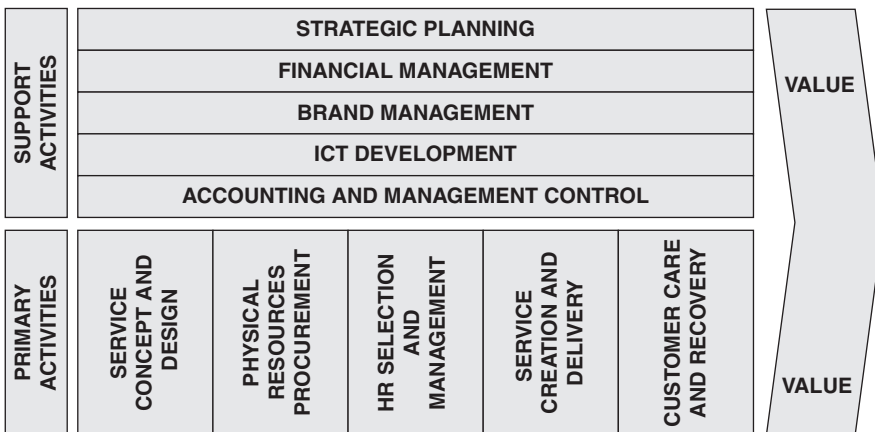 SUPPORT
ACTIVITIES
STRATEGIC PLANNING
FINANCIAL MANAGEMENT
BRAND MANAGEMENT
ICT DEVELOPMENT
ACCOUNTING AND MANAGEMENT CONTROL
VALUE
PRIMARY
ACTIVITIES
SERVICE
CONCEPT AND
DESIGN
PHYSICAL
RESOURCES
PROCUREMENT
HR SELECTION
AND
MANAGEMENT
SERVICE
CREATION AND
DELIVERY
CUSTOMER CARE
AND RECOVERY
VALUE